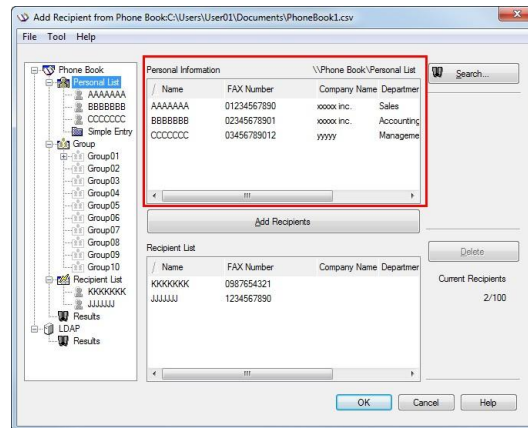 Add Recipient from Phone Book:C:\Users\User01\Documents\PhoneBook1.csv
File Tool Help
Phone Book
Personal List
AAAAAAA
BBBBBBB
CCCCCCC
Simple Entry
Group
Group01
Group02
Group03
Group04
Group05
Group06
Group07
Group08
Group09
Group10
Recipient List
KKKKKKK
JJJJJJJ
Results
LDAP
Results
Personal Information \\Phone Book\Personal List
/ Name FAX Number Company Name Departmer
AAAAAAA 01234567890 xxxxx inc. Sales
BBBBBBB 02345678901 xxxxx inc. Accounting
CCCCCCC 03456789012 yyyyy Manageme
Search...
Add Recipients
Recipient List
/ Name FAX Number Company Name Departmer
KKKKKKK 0987654321
JJJJJJJ 1234567890
Delete
Current Recipients
2/100
OK Cancel Help